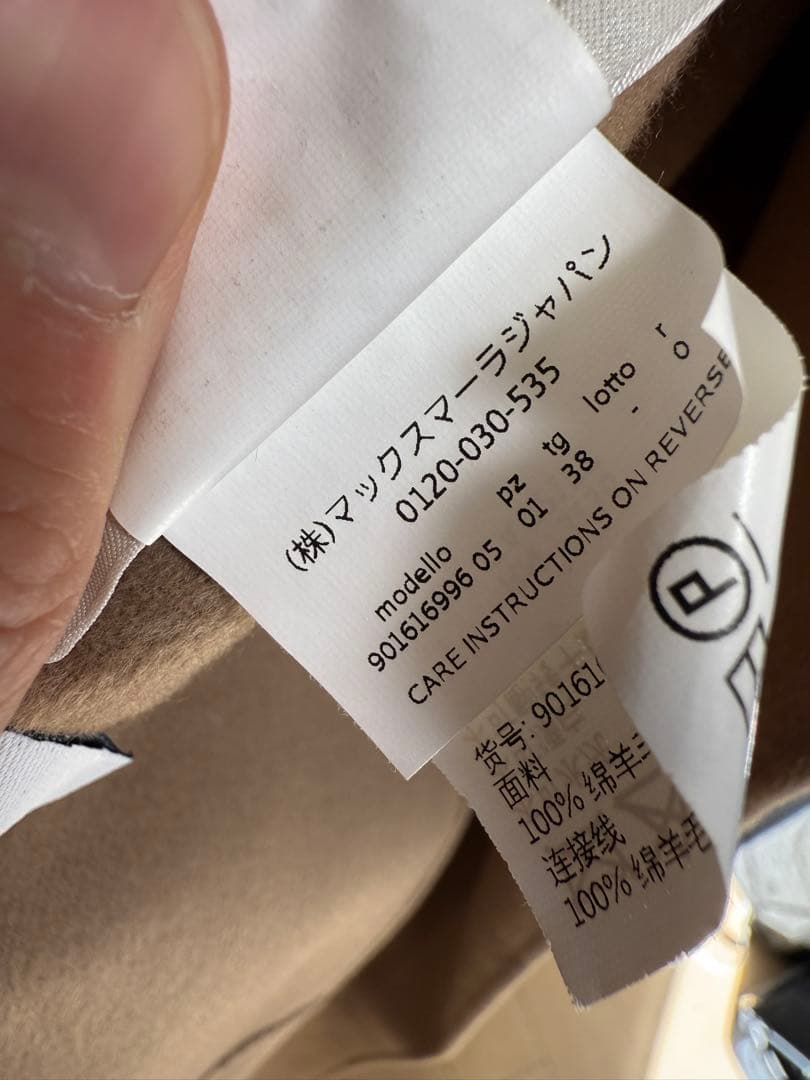 (株)マックスマーラジャパン
0120-030-535
modello pz tg lotto r
901616996 05 01 38 - 0
CARE INSTRUCTIONS ON REVERSE
P
货号: 90161
面料
100% 绵羊
连接线
100% 绵羊毛